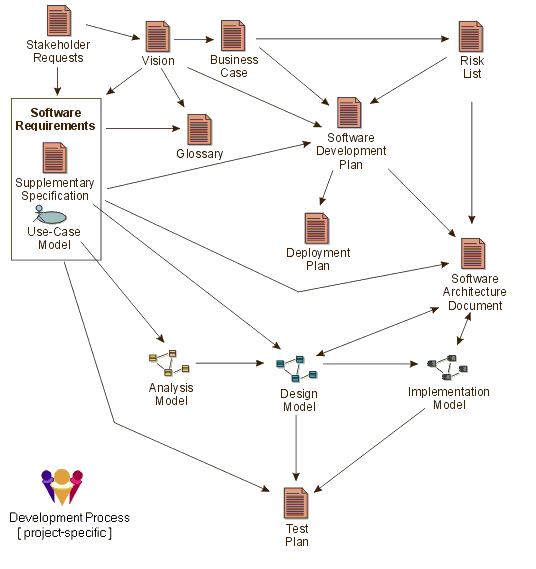 Stakeholder
Requests
Vision
Business
Case
Risk
List
Software
Requirements
Glossary
Software
Development
Plan
Supplementary
Specification
Use-Case
Model
Deployment
Plan
Software
Architecture
Document
Analysis
Model
Design
Model
Implementation
Model
Test
Plan
Development Process
[ project-specific ]